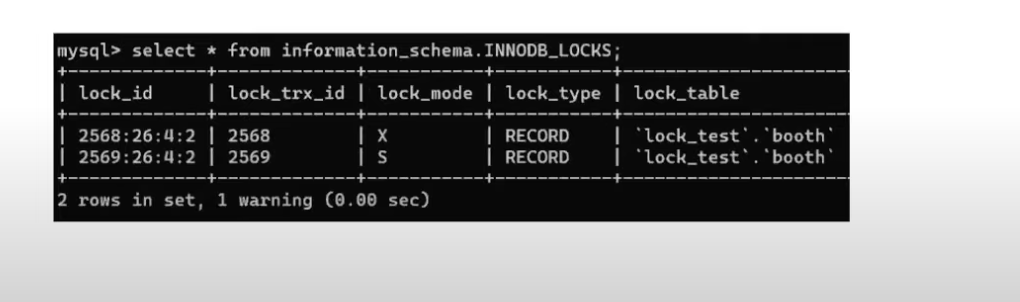 mysql> select * from information_schema.INNODB_LOCKS;
+-------------+-------------+-----------+-----------+---------------------
| lock_id     | lock_trx_id | lock_mode | lock_type | lock_table
+-------------+-------------+-----------+-----------+---------------------
| 2568:26:4:2 | 2568        | X         | RECORD    | `lock_test`.`booth`
| 2569:26:4:2 | 2569        | S         | RECORD    | `lock_test`.`booth`
+-------------+-------------+-----------+-----------+---------------------
2 rows in set, 1 warning (0.00 sec)